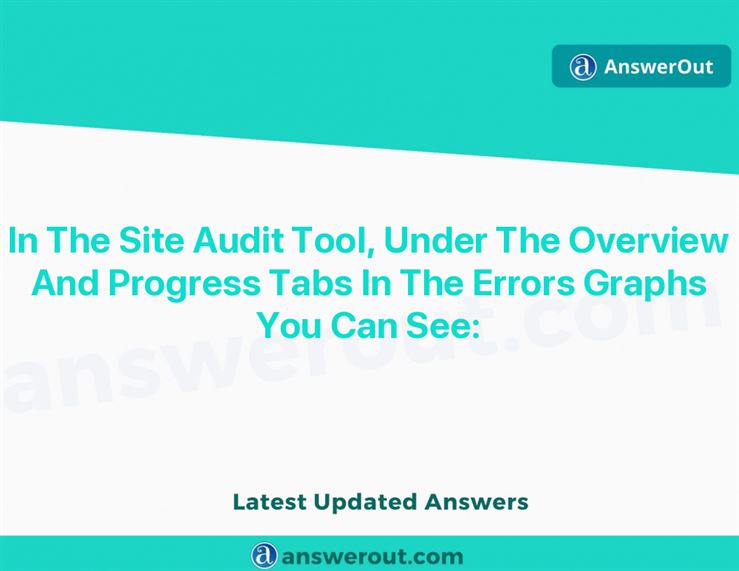 AnswerOut
In The Site Audit Tool, Under The Overview
And Progress Tabs In The Errors Graphs
You Can See:
answerout.com
Latest Updated Answers
answerout.com